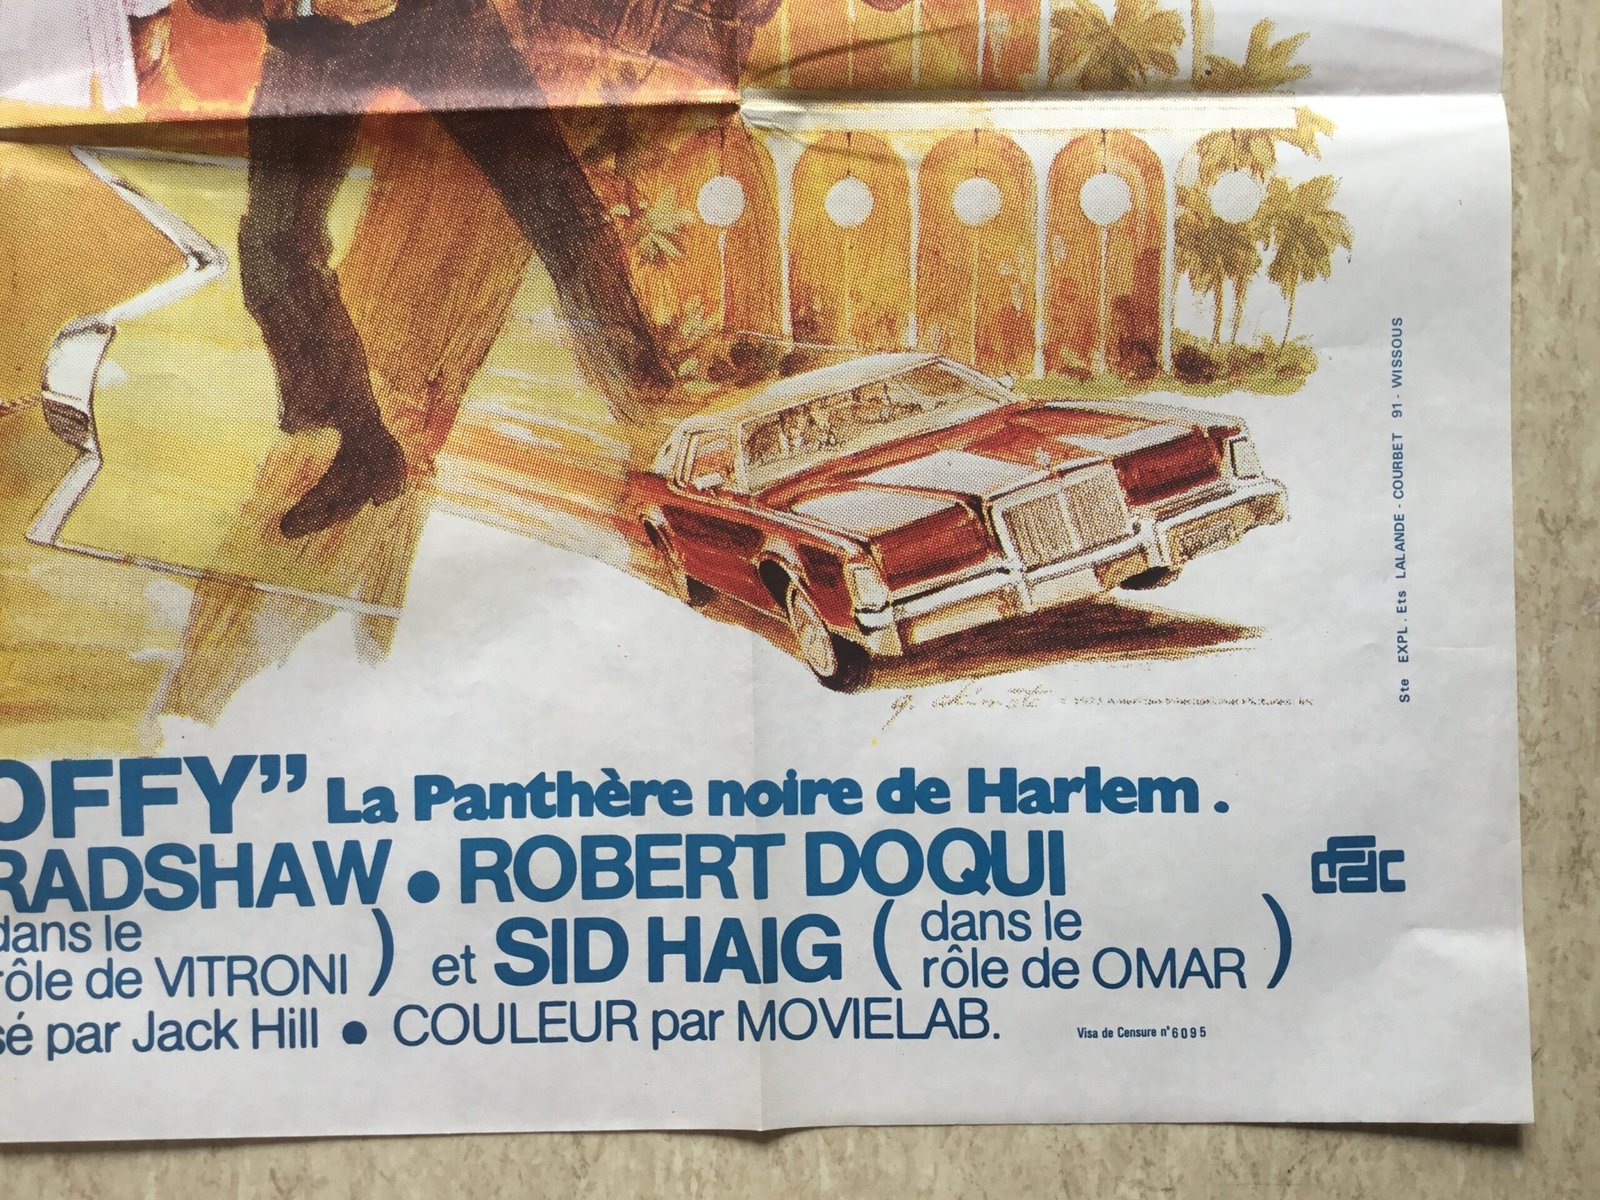 Ste EXPL. Ets LALANDE-COURBET 91-WISSOUS
OFFY” La Panthère noire de Harlem.
RADSHAW • ROBERT DOQUI
dans le
rôle de VITRONI) et SID HAIG (dans le
rôle de OMAR)
sé par Jack Hill • COULEUR par MOVIELAB.
Visa de Censure n° 6095
cfdc